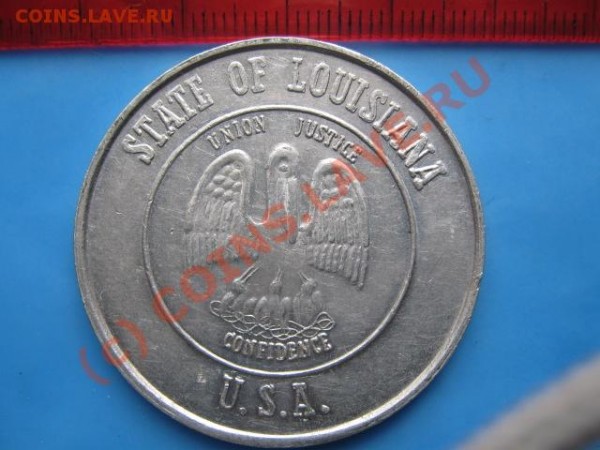 COINS.LAVE.RU
STATE OF LOUISIANA
UNION JUSTICE
CONFIDENCE
U.S.A.
(c) COINS.LAVE.RU